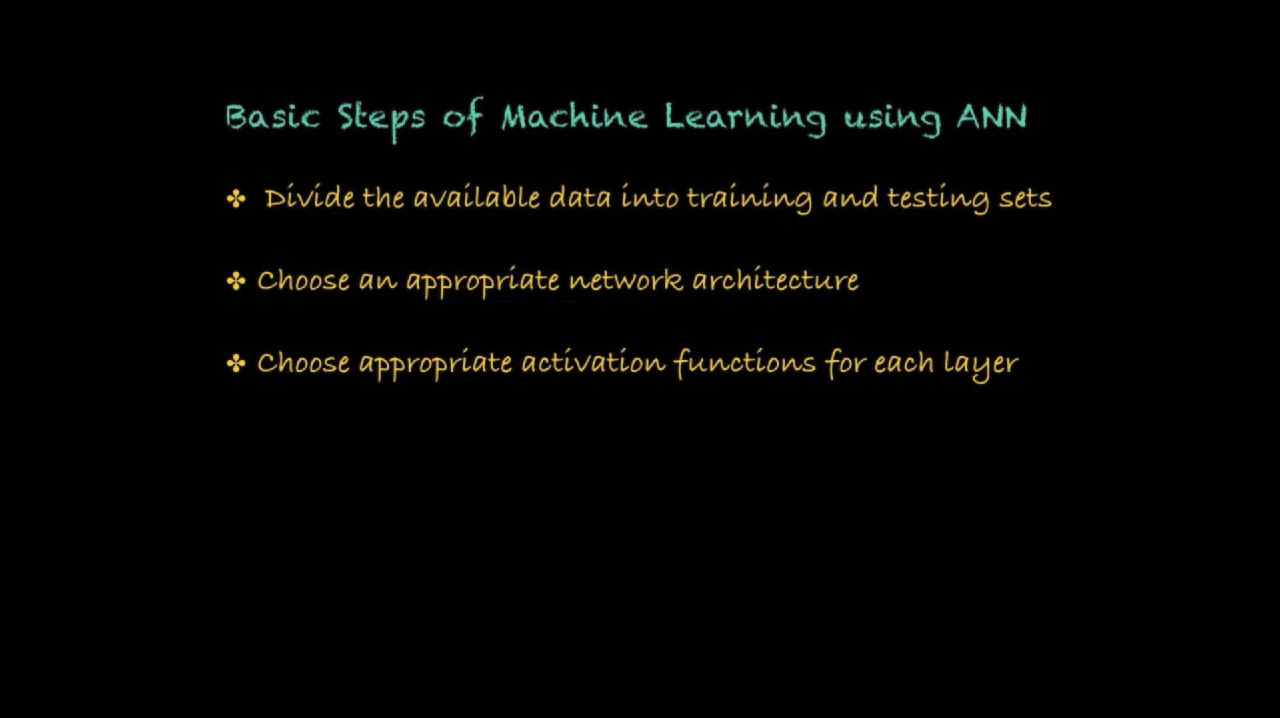 Basic Steps of Machine Learning using ANN
✤ Divide the available data into training and testing sets
✤ Choose an appropriate network architecture
✤ Choose appropriate activation functions for each layer